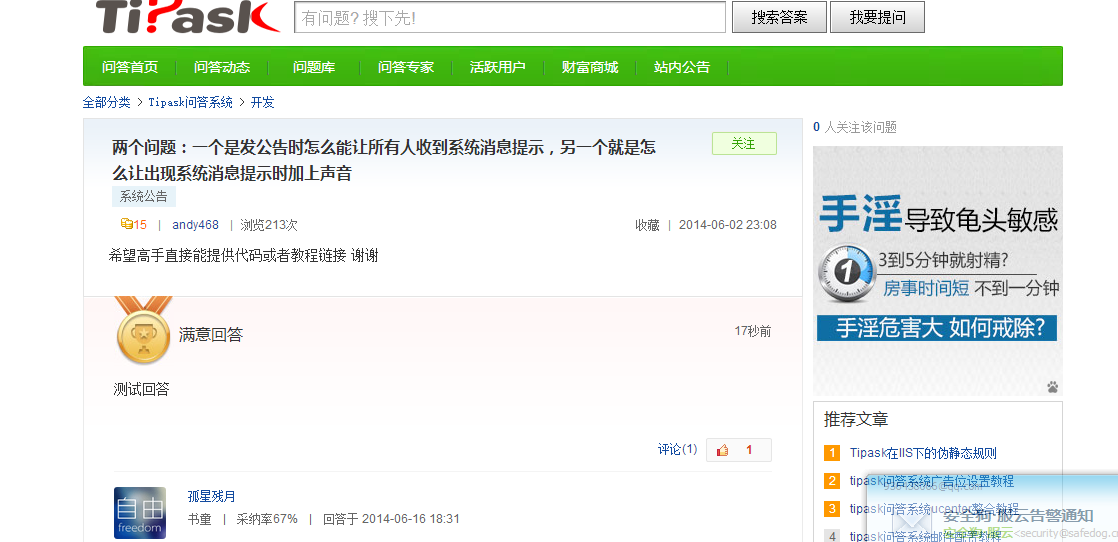 TiPask
有问题? 搜下先!
搜索答案
我要提问
问答首页 问答动态 问题库 问答专家 活跃用户 财富商城 站内公告
全部分类 > Tipask问答系统 > 开发
两个问题：一个是发公告时怎么能让所有人收到系统消息提示，另一个就是怎
么让出现系统消息提示时加上声音
关注
系统公告
15 | andy468 | 浏览213次
收藏 | 2014-06-02 23:08
希望高手直接能提供代码或者教程链接 谢谢
满意回答
17秒前
测试回答
评论(1)
1
自由
freedom
孤星残月
书童 | 采纳率67% | 回答于 2014-06-16 18:31
0 人关注该问题
手淫导致龟头敏感
1
3到5分钟就射精?
房事时间短 不到一分钟
手淫危害大 如何戒除?
推荐文章
1 Tipask在IIS下的伪静态规则
2 tipask问答系统广告位设置教程
3 tipask问答系统ucenter整合教程
4 tipask问答系统邮件配置教程
安全狗-服云告警通知
安全狗-服云<security@safedog.c